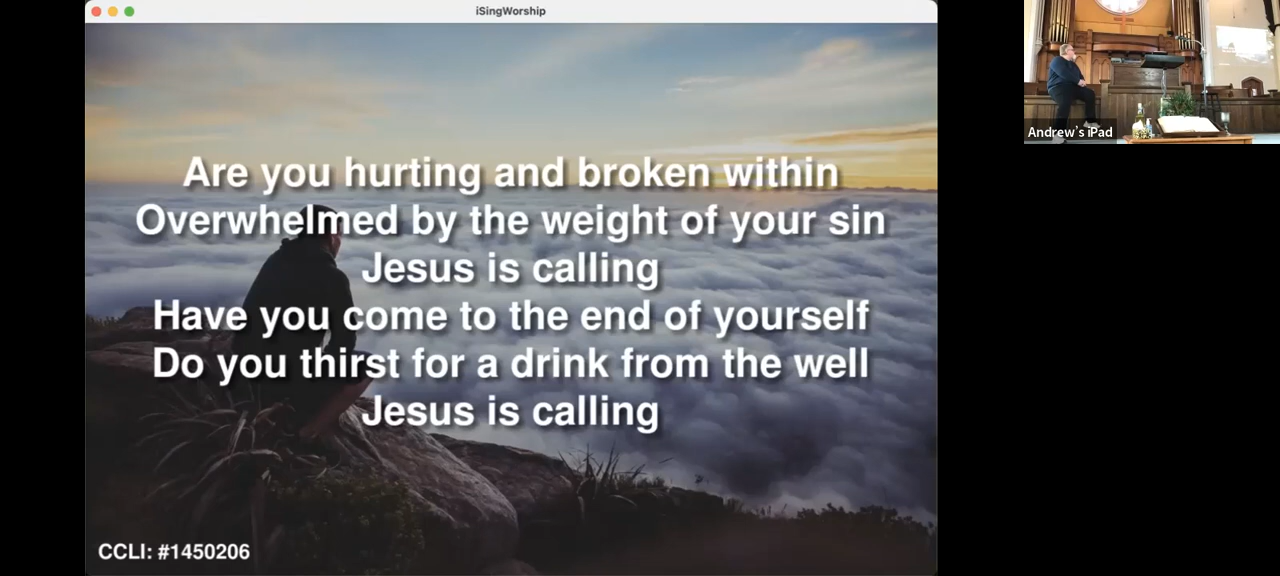 iSingWorship
Are you hurting and broken within
Overwhelmed by the weight of your sin
Jesus is calling
Have you come to the end of yourself
Do you thirst for a drink from the well
Jesus is calling
CCLI: #1450206
Andrew's iPad